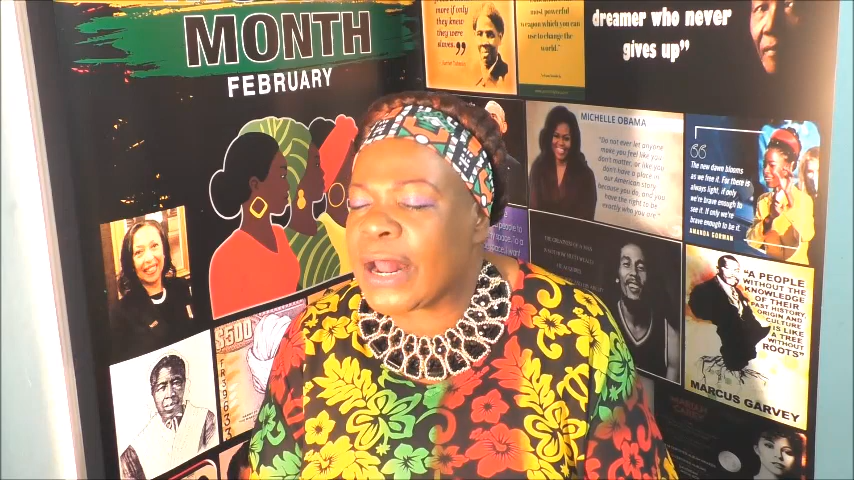 MONTH
FEBRUARY
more if only
they knew
they were
slaves."
most powerful
weapon which you can
use to change the
world."
dreamer who never
gives up”
MICHELLE OBAMA
"Do not ever let anyone
make you feel like you
don't matter, or like you
don't have a place in
our American story
because you do, and you
have the right to be
exactly who you are."
The new dawn blooms
as we free it. For there is
always light, if only
we're brave enough to
see it. If only we're
brave enough to be it.
AMANDA GORMAN
people to
space. To a
I want
$500
“A PEOPLE
WITHOUT THE
KNOWLEDGE
OF THEIR
PAST HISTORY,
ORIGIN AND
CULTURE
IS LIKE
A TREE
WITHOUT
ROOTS”
MARCUS GARVEY